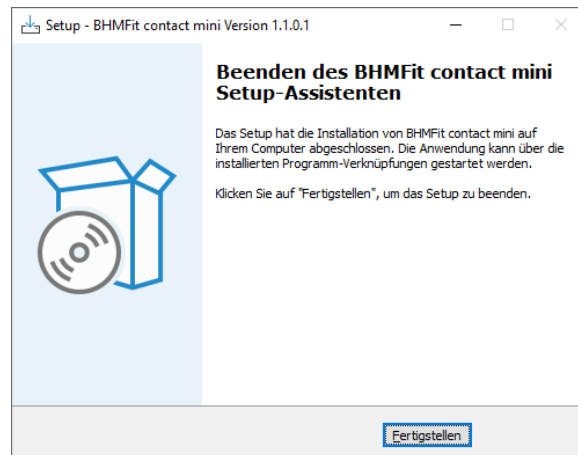 Setup - BHMFit contact mini Version 1.1.0.1
Beenden des BHMFit contact mini
Setup-Assistenten
Das Setup hat die Installation von BHMFit contact mini auf
Ihrem Computer abgeschlossen. Die Anwendung kann über die
installierten Programm-Verknüpfungen gestartet werden.
Klicken Sie auf "Fertigstellen", um das Setup zu beenden.
Fertigstellen